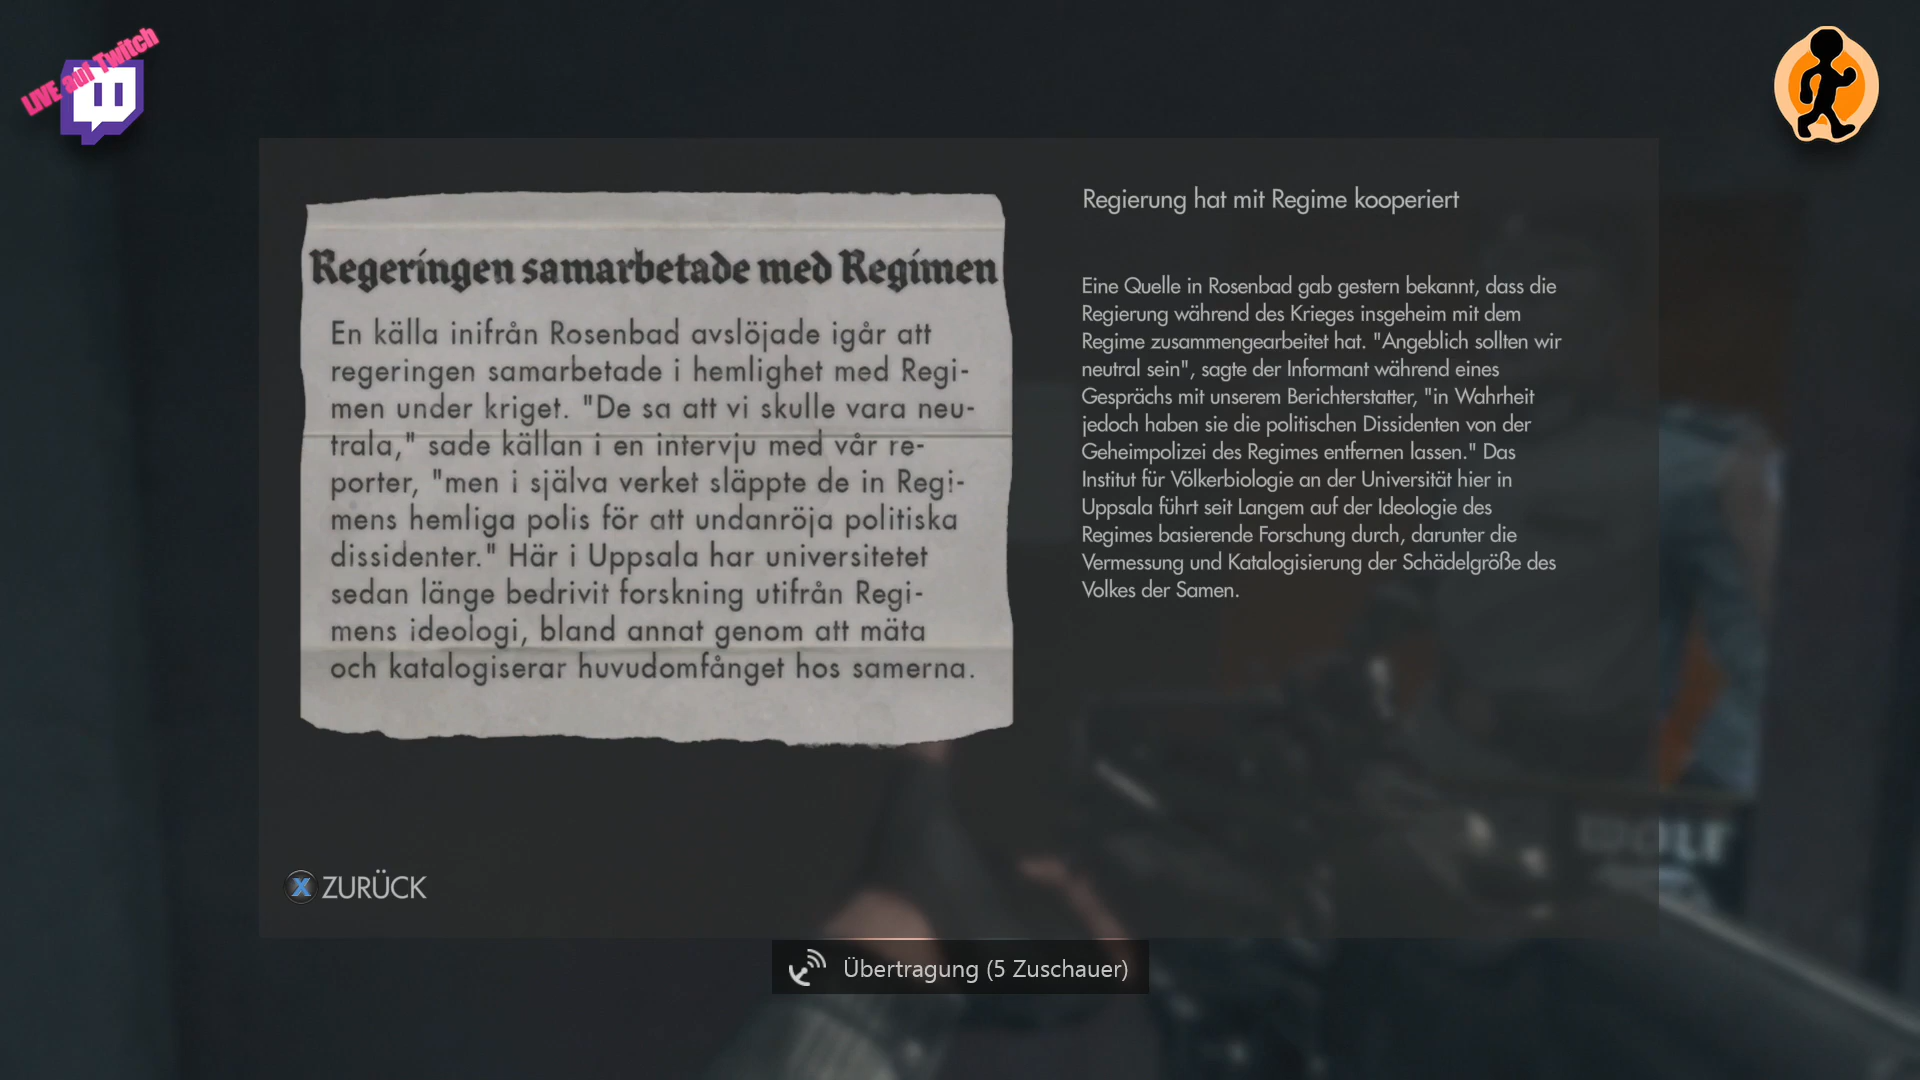 LIVE auf Twitch
Regeringen samarbetade med Regimen
En källa inifrån Rosenbad avslöjade igår att
regeringen samarbetade i hemlighet med Regi-
men under kriget. "De sa att vi skulle vara neu-
trala," sade källan i en intervju med vår re-
porter, "men i själva verket släppte de in Regi-
mens hemliga polis för att undanröja politiska
dissidenter." Här i Uppsala har universitetet
sedan länge bedrivit forskning utifrån Regi-
mens ideologi, bland annat genom att mäta
och katalogiserar huvudomfånget hos samerna.
Regierung hat mit Regime kooperiert
Eine Quelle in Rosenbad gab gestern bekannt, dass die
Regierung während des Krieges insgeheim mit dem
Regime zusammengearbeitet hat. "Angeblich sollten wir
neutral sein", sagte der Informant während eines
Gesprächs mit unserem Berichterstatter, "in Wahrheit
jedoch haben sie die politischen Dissidenten von der
Geheimpolizei des Regimes entfernen lassen." Das
Institut für Völkerbiologie an der Universität hier in
Uppsala führt seit Langem auf der Ideologie des
Regimes basierende Forschung durch, darunter die
Vermessung und Katalogisierung der Schädelgröße des
Volkes der Samen.
X ZURÜCK
Übertragung (5 Zuschauer)